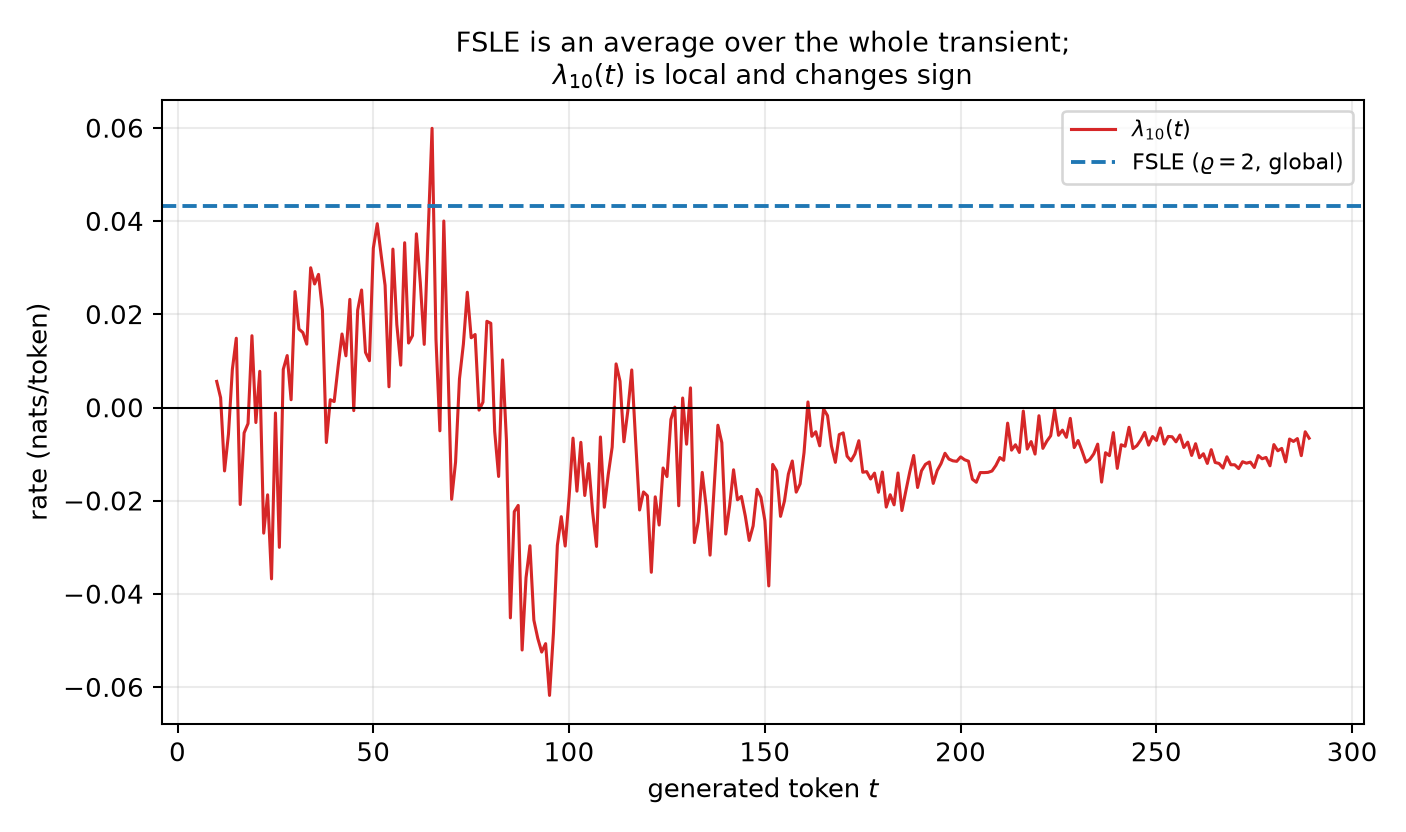 FSLE is an average over the whole transient;
λ₁₀(t) is local and changes sign
λ₁₀(t)
FSLE (ϱ = 2, global)
rate (nats/token)
0.06
0.04
0.02
0.00
−0.02
−0.04
−0.06
0
50
100
150
200
250
300
generated token t